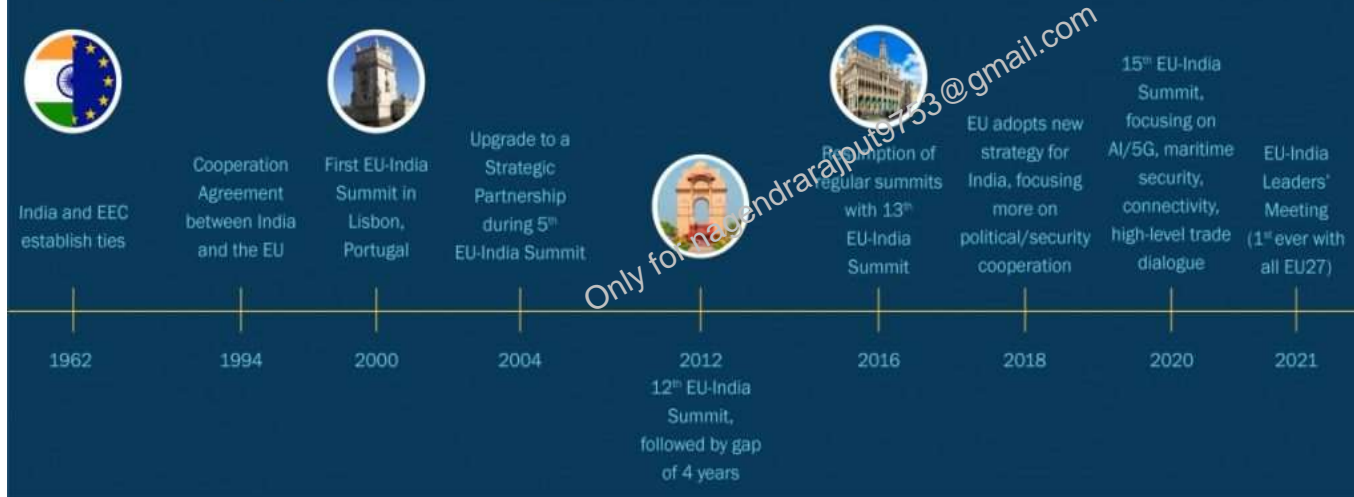 India and EEC
establish ties
1962
Cooperation
Agreement
between India
and the EU
1994
First EU-India
Summit in
Lisbon,
Portugal
2000
Upgrade to a
Strategic
Partnership
during 5th
EU-India Summit
2004
2012
12th EU-India
Summit,
followed by gap
of 4 years
Resumption of
regular summits
with 13th
EU-India
Summit
2016
EU adopts new
strategy for
India, focusing
more on
political/security
cooperation
2018
15th EU-India
Summit,
focusing on
AI/5G, maritime
security,
connectivity,
high-level trade
dialogue
2020
EU-India
Leaders'
Meeting
(1st ever with
all EU27)
2021
Only for nagendrarajput9753@gmail.com